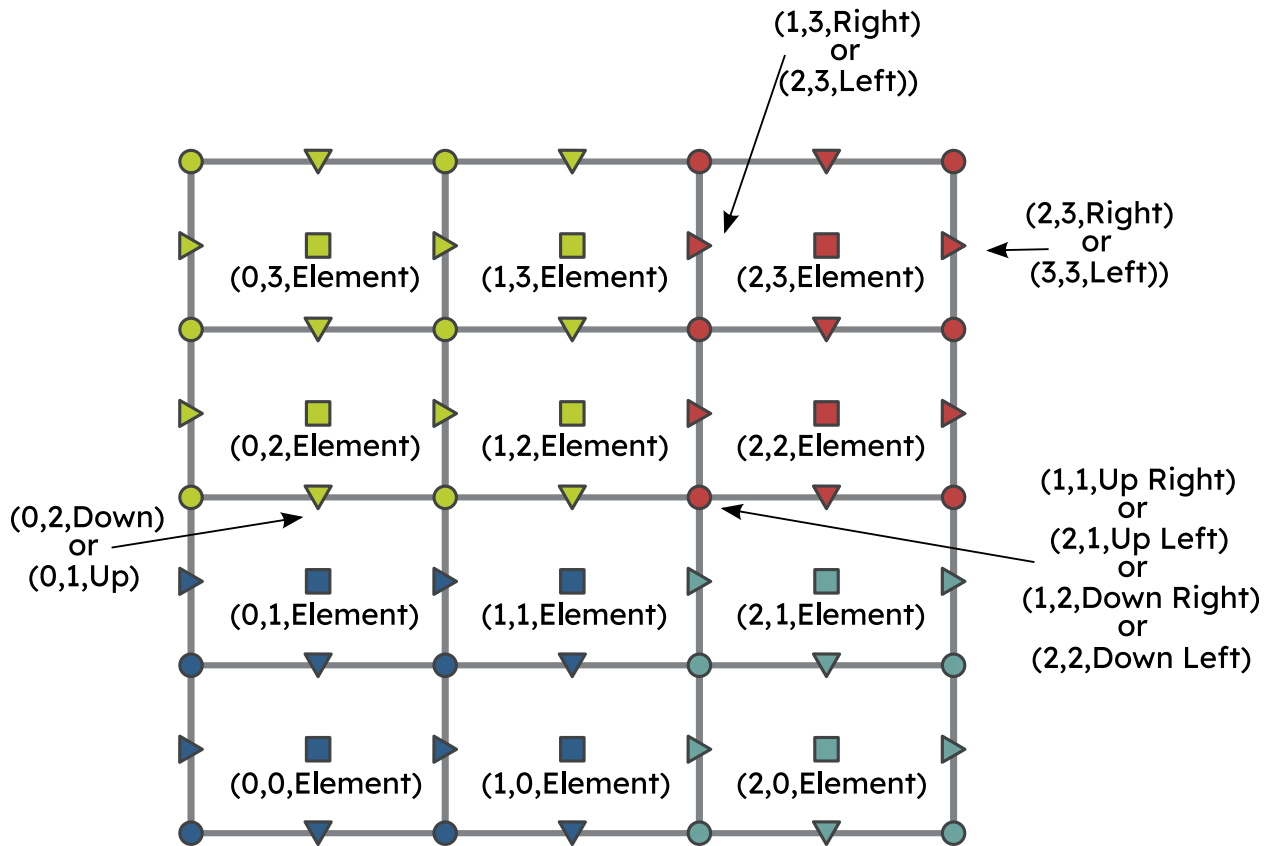 (1,3,Right)
or
(2,3,Left))
(2,3,Right)
or
(3,3,Left))
(0,3,Element)
(1,3,Element)
(2,3,Element)
(0,2,Element)
(1,2,Element)
(2,2,Element)
(0,2,Down)
or
(0,1,Up)
(1,1,Up Right)
or
(2,1,Up Left)
or
(1,2,Down Right)
or
(2,2,Down Left)
(0,1,Element)
(1,1,Element)
(2,1,Element)
(0,0,Element)
(1,0,Element)
(2,0,Element)